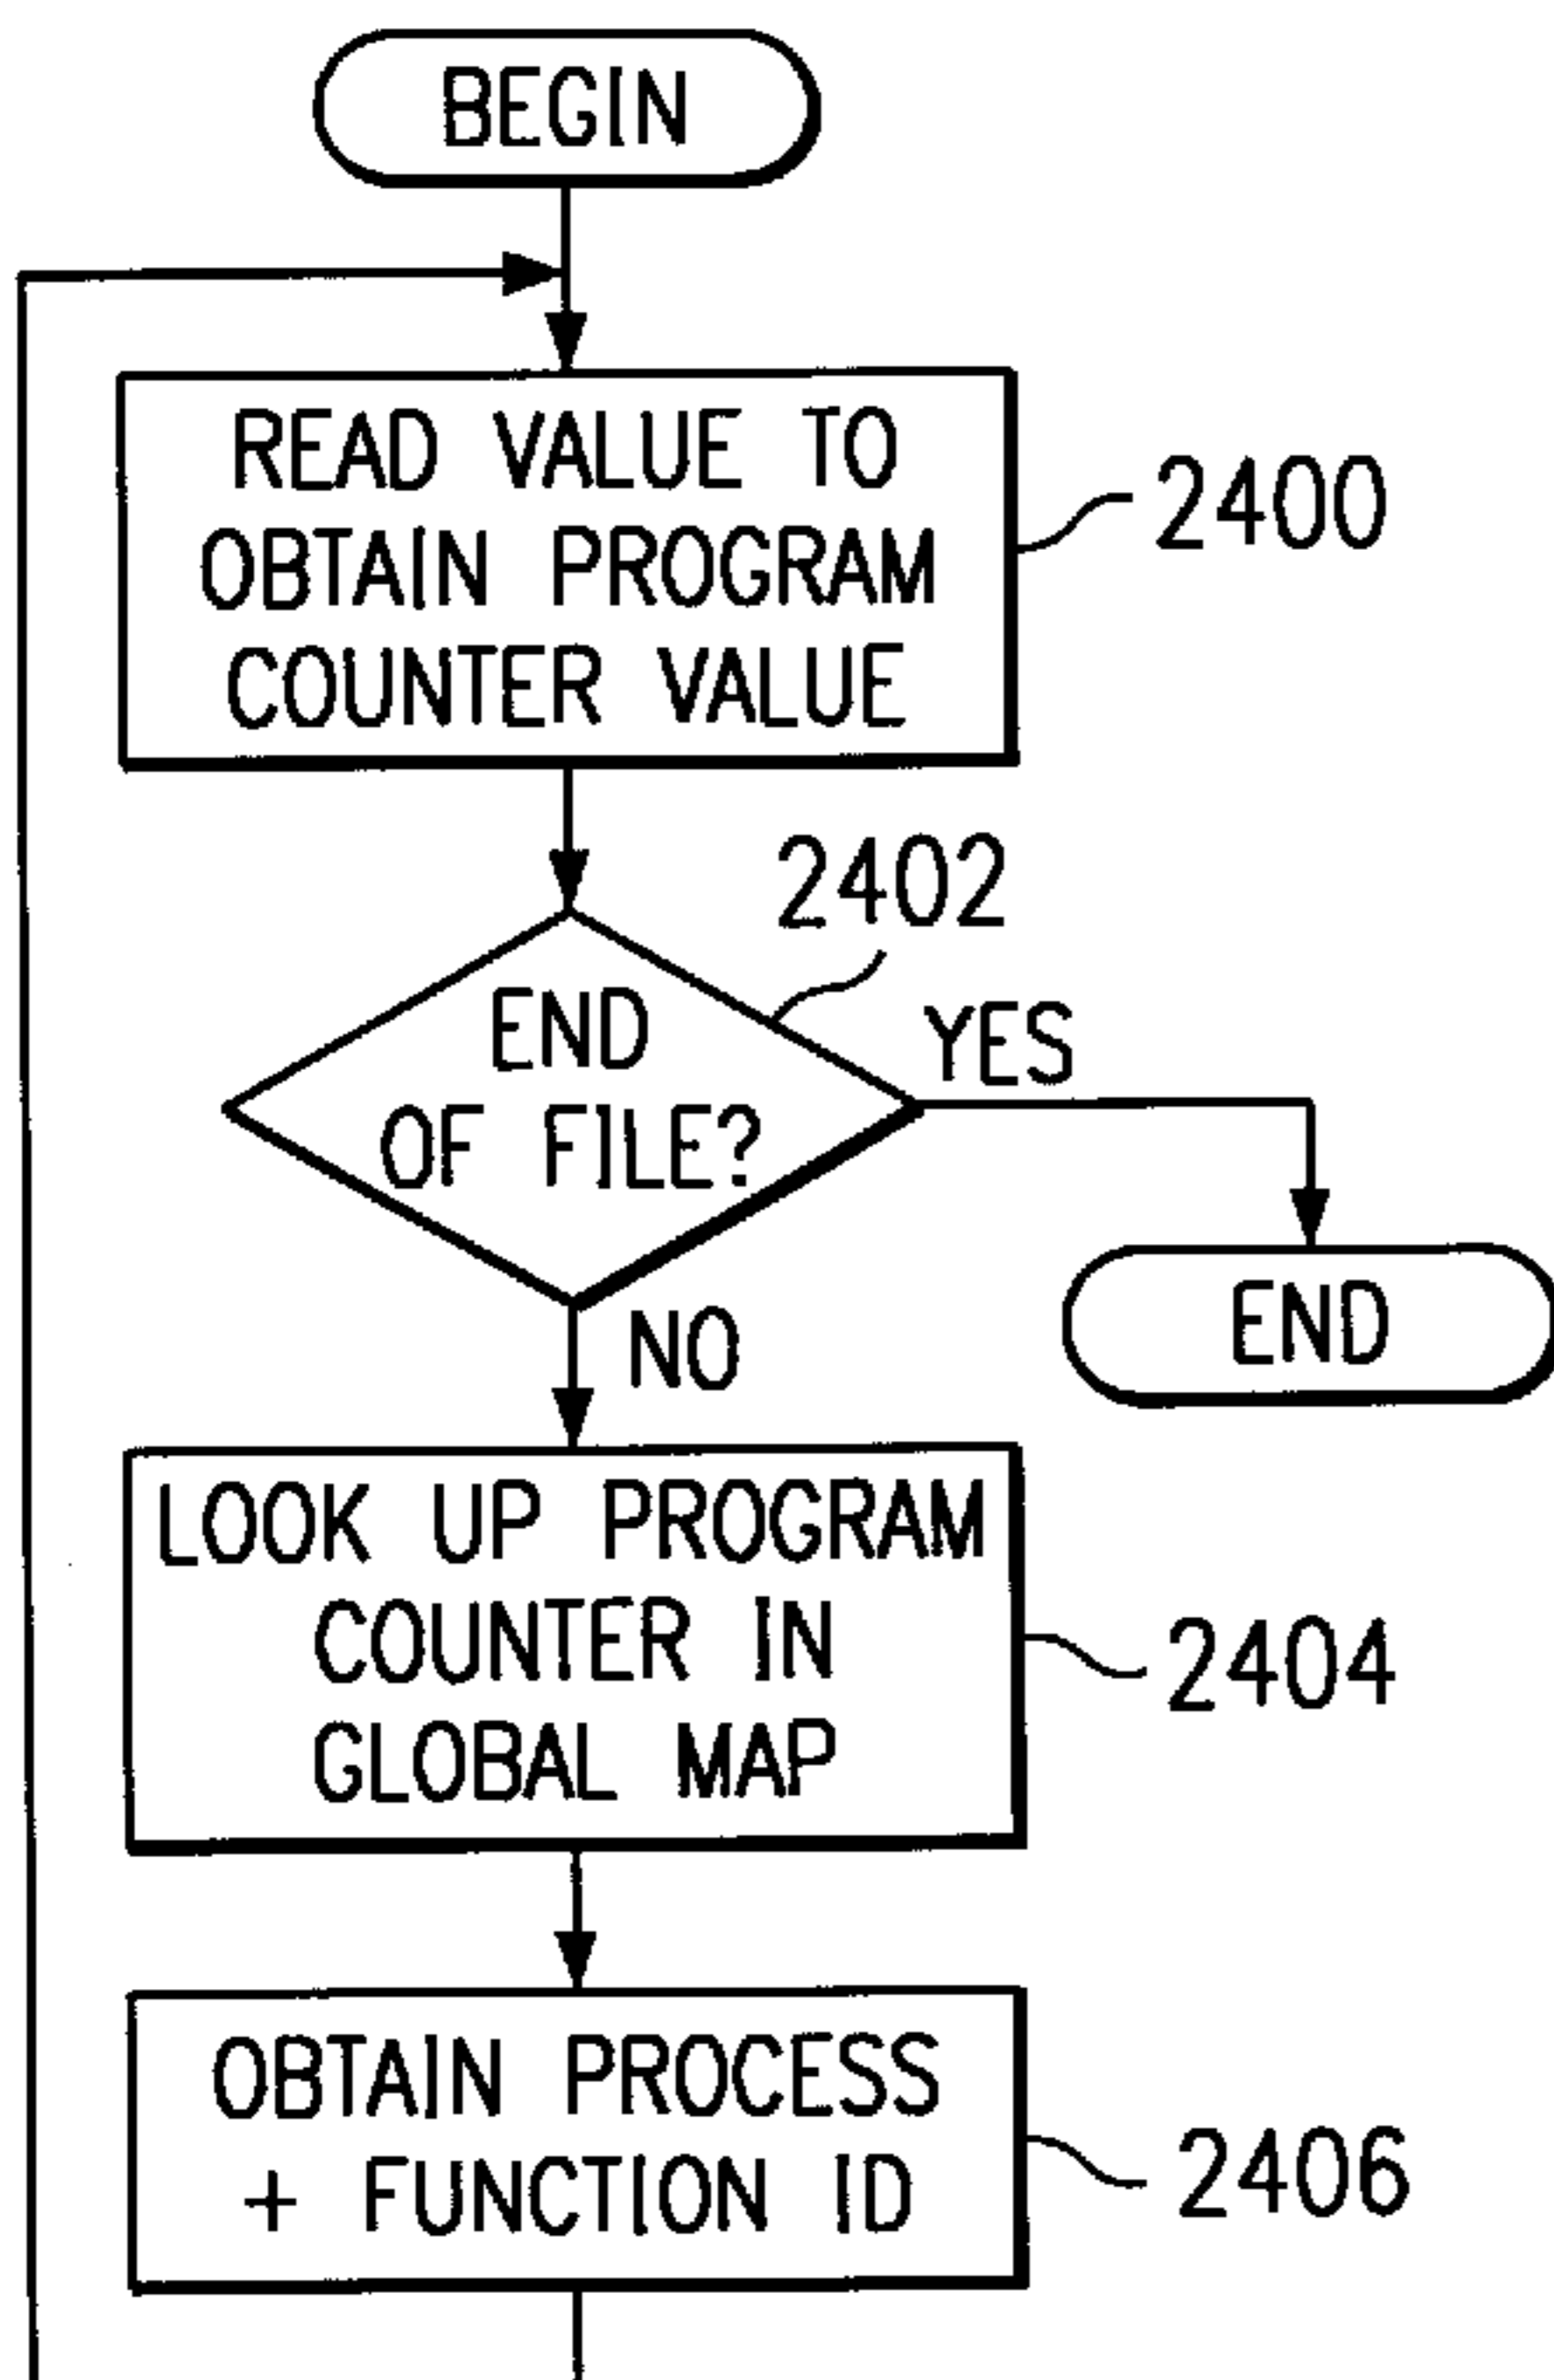 BEGIN
READ VALUE TO
OBTAIN PROGRAM
COUNTER VALUE
2400
2402
END
OF FILE?
YES
NO
END
LOOK UP PROGRAM
COUNTER IN
GLOBAL MAP
2404
OBTAIN PROCESS
+ FUNCTION ID
2406